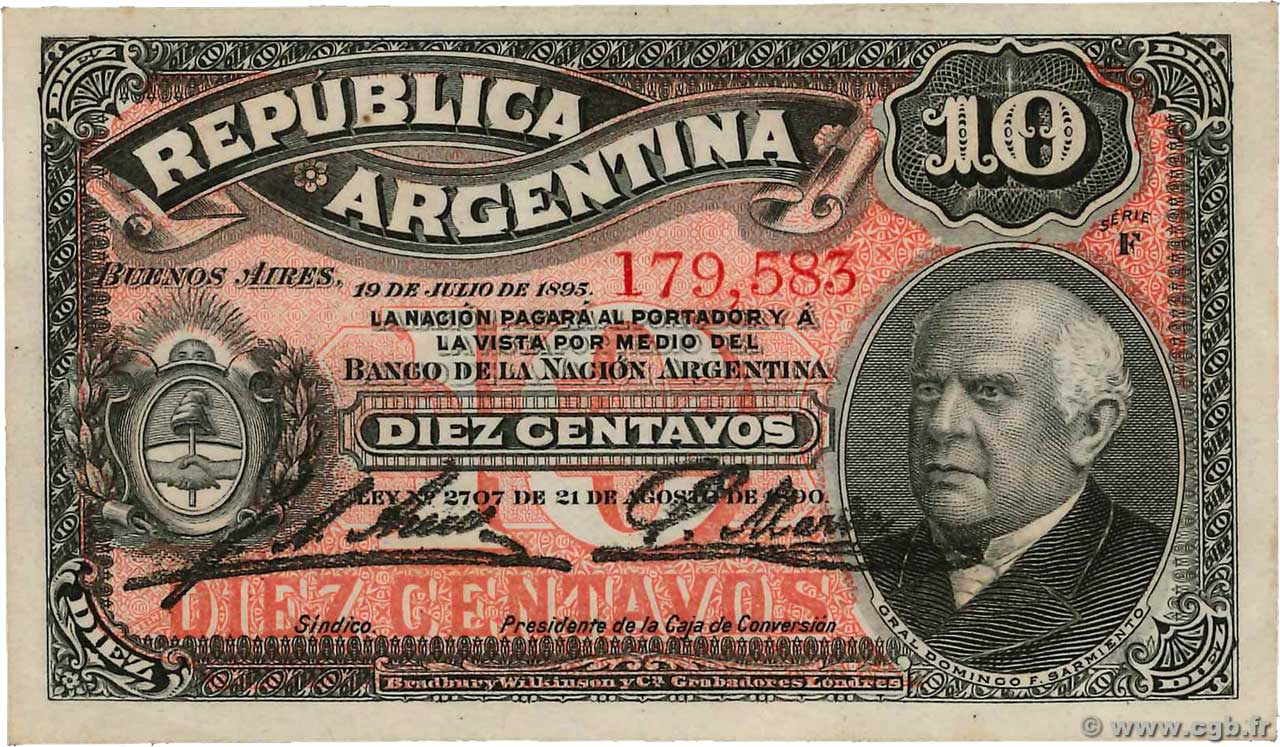 DIEZ
DIEZ
REPÚBLICA
ARGENTINA
10
SÉRIE
F
BUENOS AIRES,
19 DE JULIO DE 1895.
179,583
LA NACIÓN PAGARÁ AL PORTADOR Y Á
LA VISTA POR MEDIO DEL
BANCO DE LA NACIÓN ARGENTINA
10
DIEZ CENTAVOS
LEY Nº 2707 DE 21 DE AGOSTO DE 1890.
DIEZ CENTAVOS
Síndico.
Presidente de la Caja de Conversión
GRAL DOMINGO F. SARMIENTO
DIEZ
DIEZ
Bradbury Wilkinson y Cª. Grabadores Londres
© www.cgb.fr